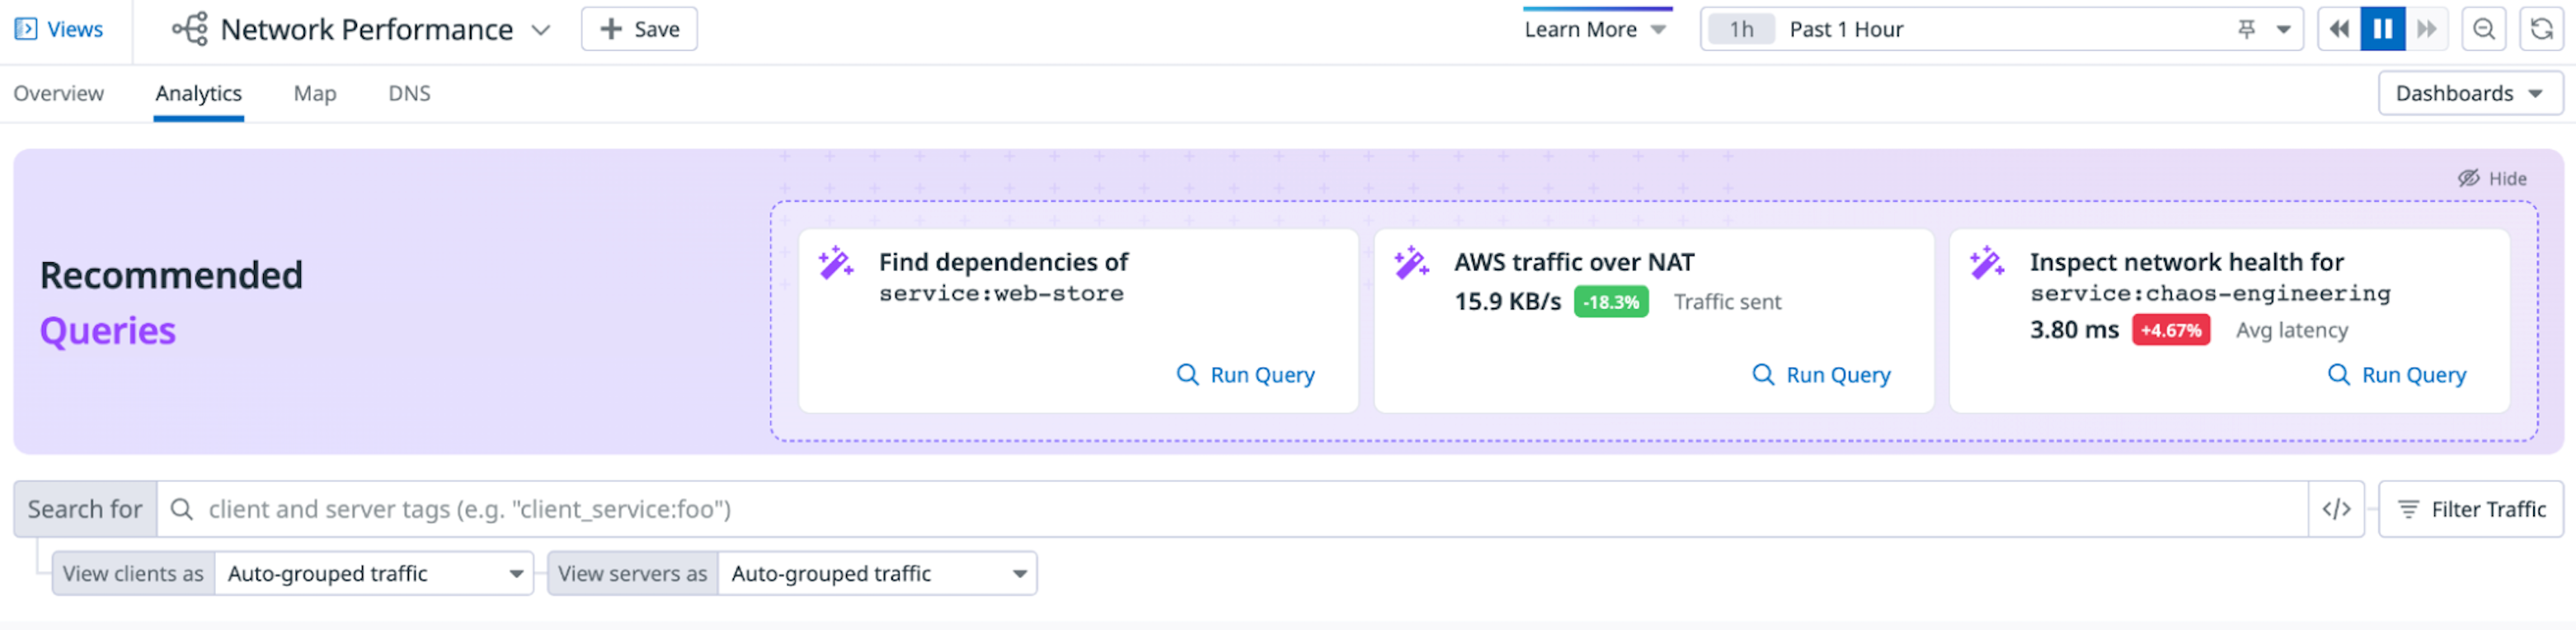 Views
Network Performance
Save
Learn More
1h Past 1 Hour
Overview Analytics Map DNS
Dashboards
Hide
Recommended
Queries
Find dependencies of
service:web-store
Run Query
AWS traffic over NAT
15.9 KB/s -18.3% Traffic sent
Run Query
Inspect network health for
service:chaos-engineering
3.80 ms +4.67% Avg latency
Run Query
Search for client and server tags (e.g. "client_service:foo") </> Filter Traffic
View clients as Auto-grouped traffic View servers as Auto-grouped traffic